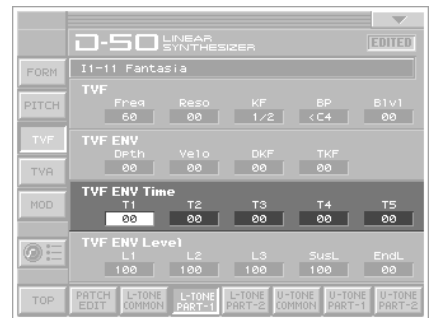 D-50 LINEAR SYNTHESIZER EDITED
FORM
I1-11 Fantasia
PITCH
TVF
Freq Reso KF BP Blvl
60 00 1/2 <C4 00
TVF
TVF ENV
Dpth Velo DKF TKF
00 00 00 00
TVA
MOD
TVF ENV Time
T1 T2 T3 T4 T5
00 00 00 00 00
TVF ENV Level
L1 L2 L3 SusL EndL
100 100 100 100 00
TOP
PATCH EDIT
L-TONE COMMON
L-TONE PART-1
L-TONE PART-2
U-TONE COMMON
U-TONE PART-1
U-TONE PART-2